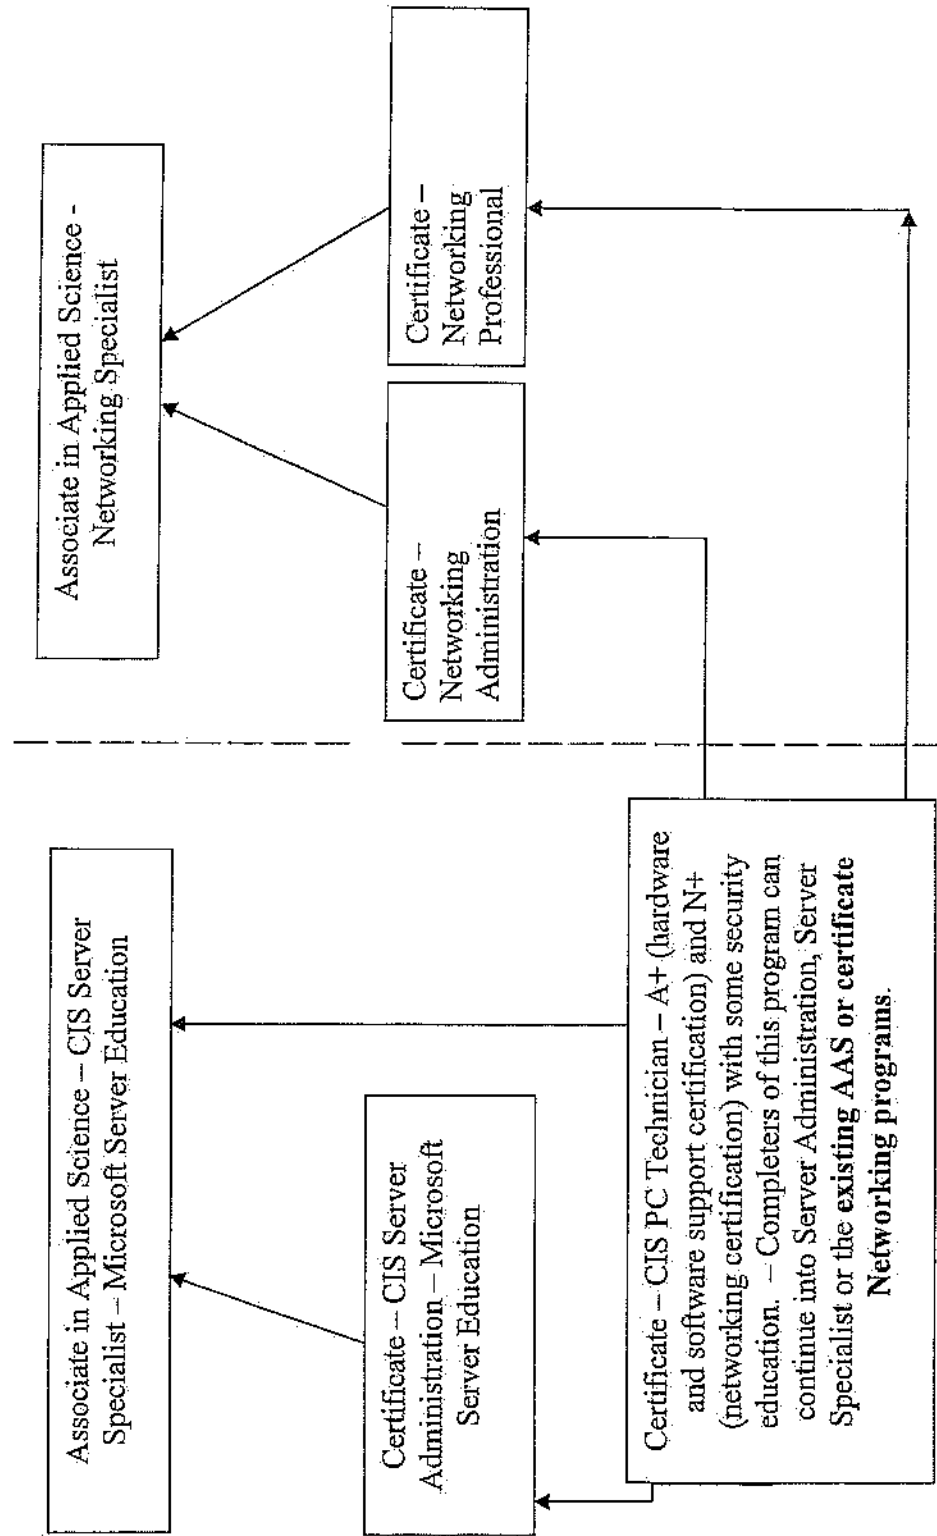 Associate in Applied Science – CIS Server
Specialist – Microsoft Server Education
Associate in Applied Science -
Networking Specialist
Certificate – CIS Server
Administration – Microsoft
Server Education
Certificate –
Networking
Administration
Certificate –
Networking
Professional
Certificate – CIS PC Technician – A+ (hardware
and software support certification) and N+
(networking certification) with some security
education. – Completers of this program can
continue into Server Administration, Server
Specialist or the existing AAS or certificate
Networking programs.